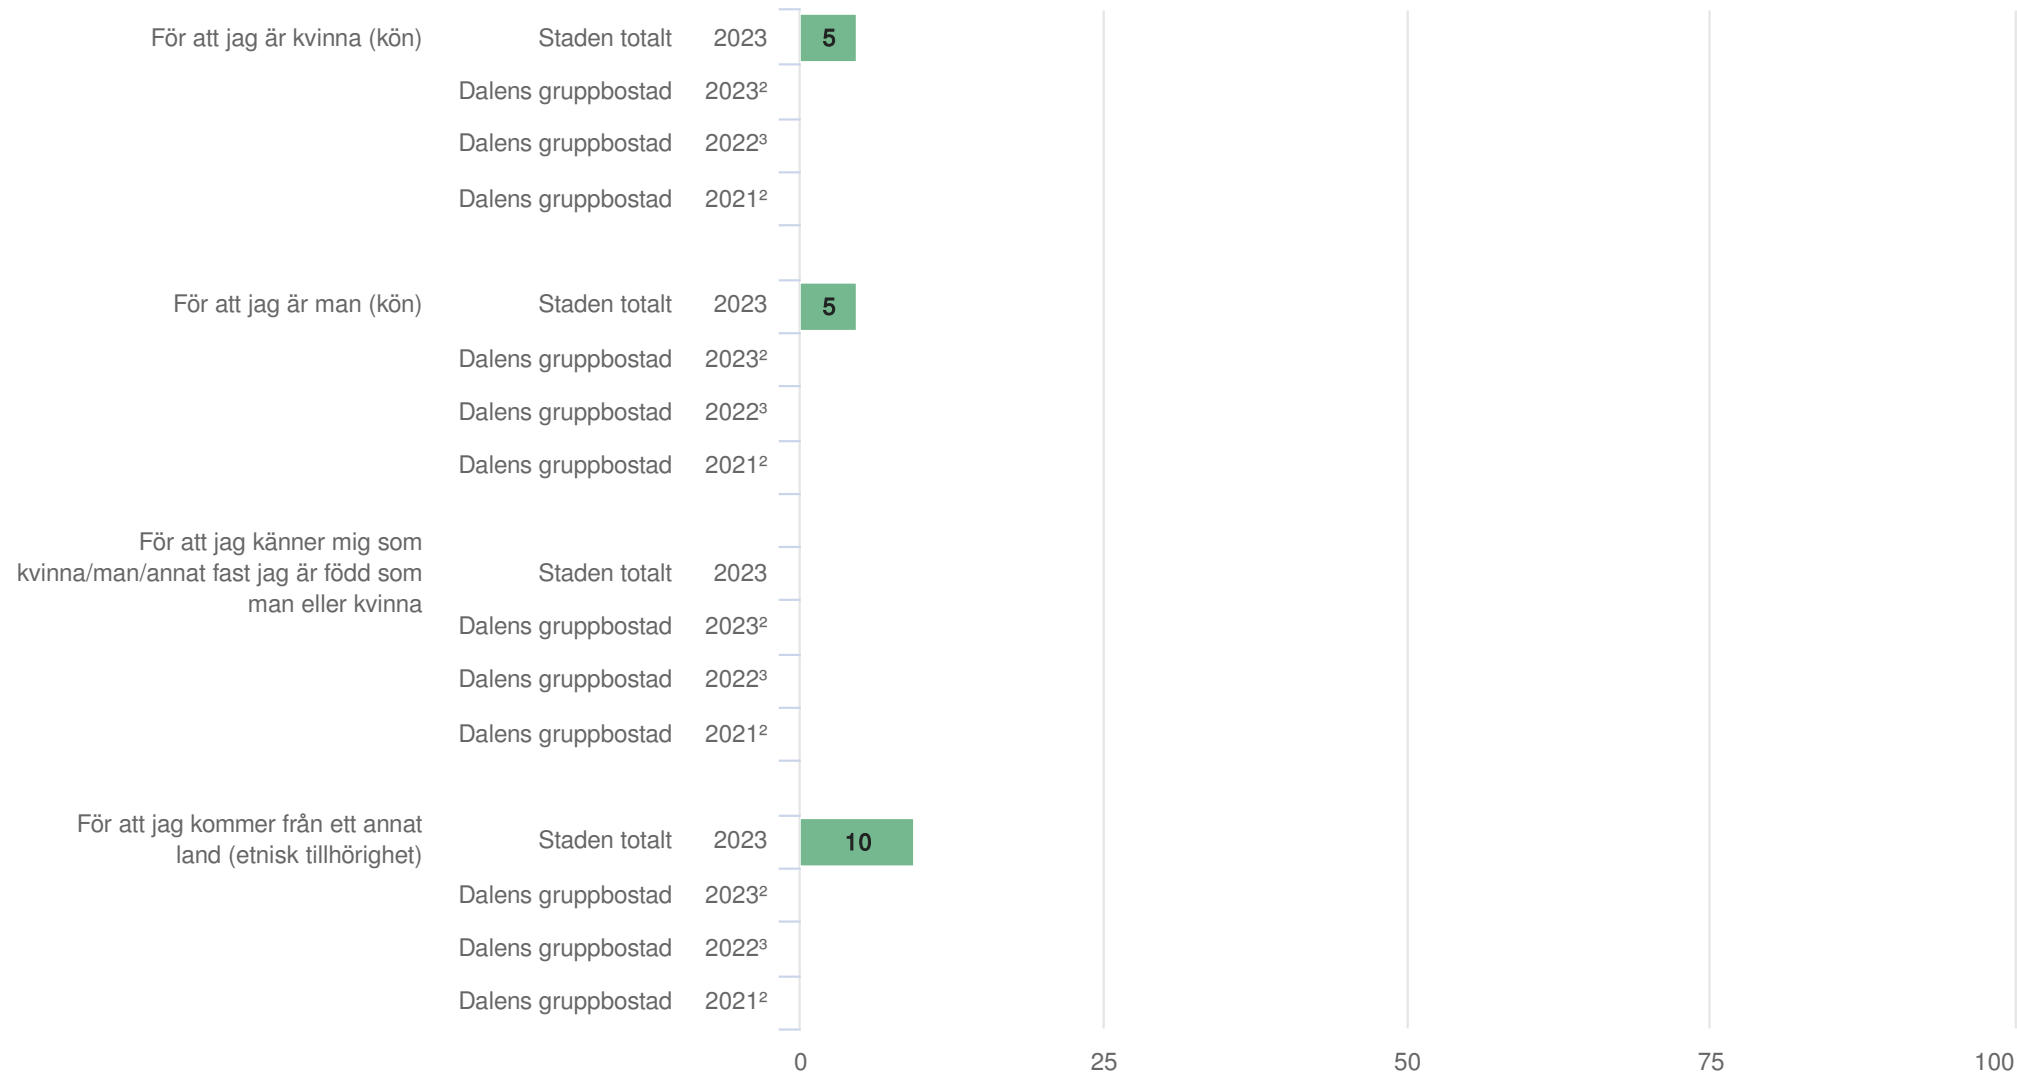 För att jag är kvinna (kön) Staden totalt 2023 5
Dalens gruppbostad 2023²
Dalens gruppbostad 2022³
Dalens gruppbostad 2021²
För att jag är man (kön) Staden totalt 2023 5
Dalens gruppbostad 2023²
Dalens gruppbostad 2022³
Dalens gruppbostad 2021²
För att jag känner mig som
kvinna/man/annat fast jag är född som Staden totalt 2023
man eller kvinna
Dalens gruppbostad 2023²
Dalens gruppbostad 2022³
Dalens gruppbostad 2021²
För att jag kommer från ett annat
land (etnisk tillhörighet) Staden totalt 2023 10
Dalens gruppbostad 2023²
Dalens gruppbostad 2022³
Dalens gruppbostad 2021²
0 25 50 75 100